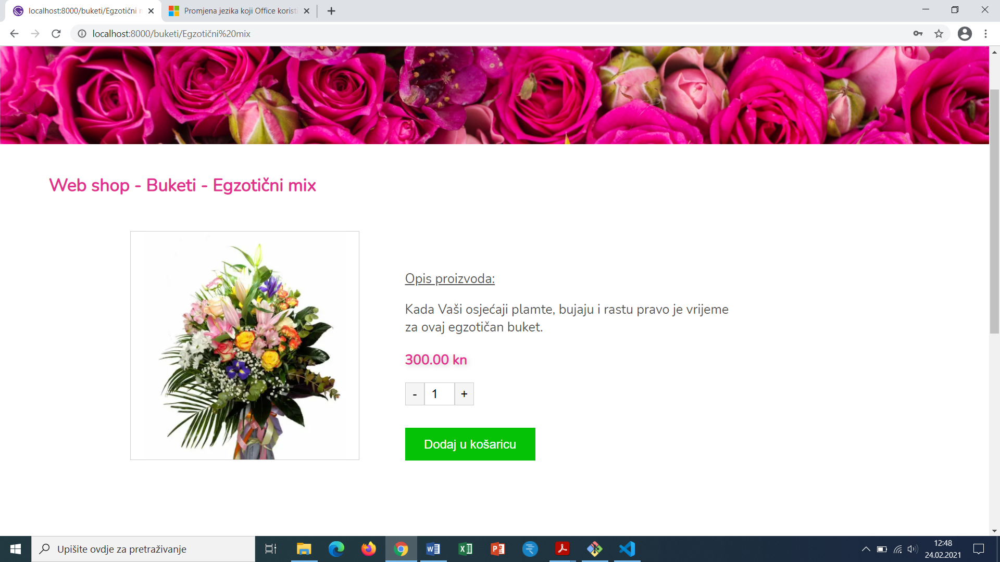 localhost:8000/buketi/Egzotični
Promjena jezika koji Office korist
localhost:8000/buketi/Egzotični%20mix
Web shop - Buketi - Egzotični mix
Opis proizvoda:
Kada Vaši osjećaji plamte, bujaju i rastu pravo je vrijeme
za ovaj egzotičan buket.
300.00 kn
- 1 +
Dodaj u košaricu
Upišite ovdje za pretraživanje
12:48
24.02.2021